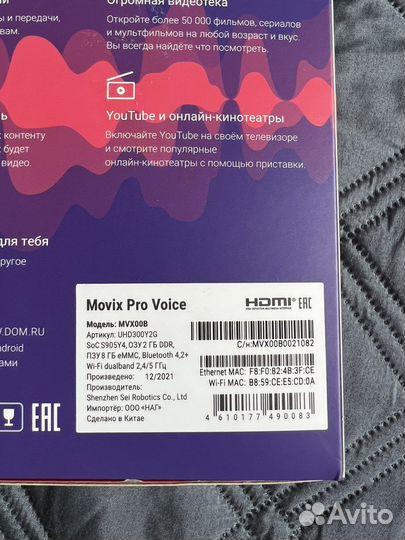 Огромная видеотека
ы и передачи,
вам.
Откройте более 50 000 фильмов, сериалов
и мультфильмов на любой возраст и вкус.
Вы всегда найдёте что посмотреть.
ь
к контенту
к будет
видео.
YouTube и онлайн-кинотеатры
Включайте YouTube на своём телевизоре
и смотрите популярные
онлайн-кинотеатры с помощью приставки.
для тебя
ругое
W.DOM.RU
ndroid
ами
EAC
Movix Pro Voice
HDMI
EAC
Модель: MVX00B
Артикул: UHD300Y2G
SoC S905Y4, ОЗУ 2 ГБ DDR,
ПЗУ 8 ГБ eMMC, Bluetooth 4,2+
Wi-Fi dualband 2,4/5 ГГц
Произведено: 12/2021
Производитель:
Shenzhen Sei Robotics Co., Ltd
Импортёр: ООО «НАГ»
Сделано в Китае
С/н:MVX00B0021082
Ethernet MAC: F8:F0:82:4B:3F:CE
Wi-Fi MAC: B8:59:CE:E5:CD:0A
4 610177 490083
Avito